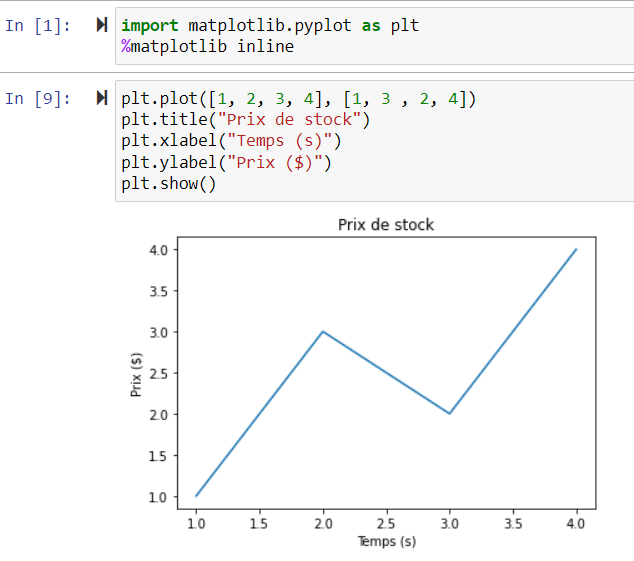 In [1]: import matplotlib.pyplot as plt
%matplotlib inline
In [9]: plt.plot([1, 2, 3, 4], [1, 3 , 2, 4])
plt.title("Prix de stock")
plt.xlabel("Temps (s)")
plt.ylabel("Prix ($)")
plt.show()
Prix de stock
4.0
3.5
3.0
2.5
2.0
1.5
1.0
Prix ($)
1.0 1.5 2.0 2.5 3.0 3.5 4.0
Temps (s)